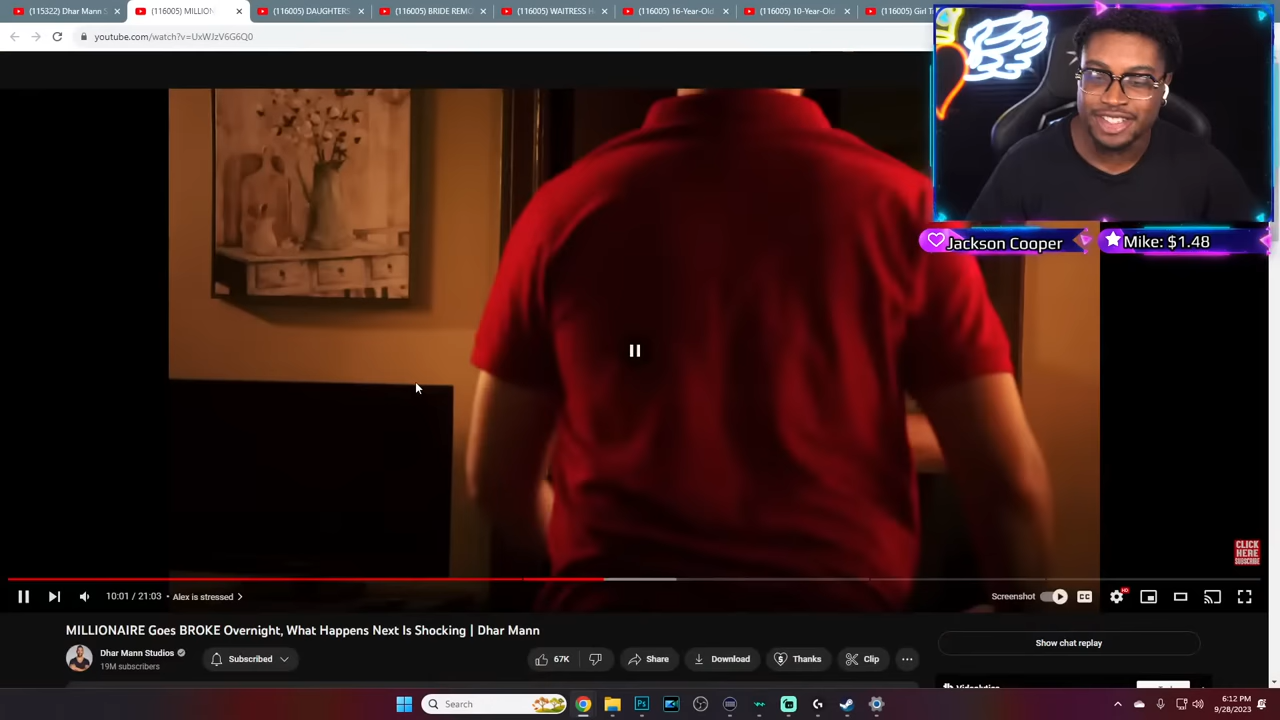 (115322) Dhar Mann S
(116005) MILLION
(116005) DAUGHTERS
(116005) BRIDE REMO
(116005) WAITRESS H
(116005) 16-Year-Old
(116005) 10-Year-Old
(116005) Girl T
youtube.com/watch?v=UxWJzV6G6Q0
Jackson Cooper
Mike: $1.48
CLICK
HERE
SUBSCRIBE
10:01 / 21:03 • Alex is stressed
Screenshot
CC
HD
MILLIONAIRE Goes BROKE Overnight, What Happens Next Is Shocking | Dhar Mann
Dhar Mann Studios
19M subscribers
Subscribed
67K
Share
Download
Thanks
Clip
Show chat replay
Search
6:12 PM
9/28/2023